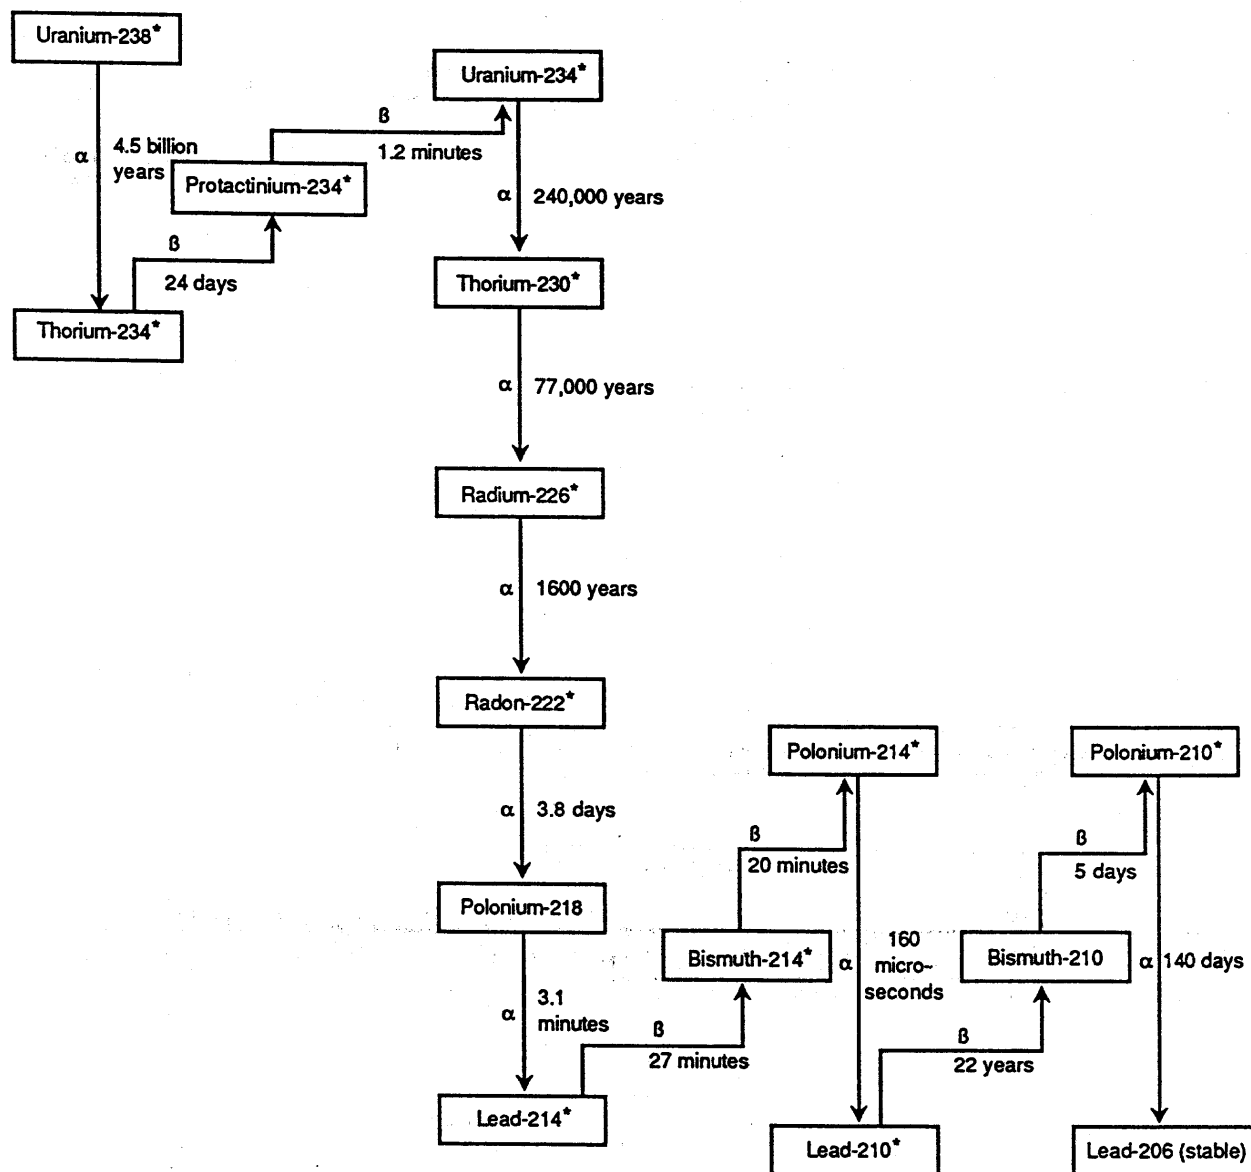 Uranium-238*
α
4.5 billion
years
Thorium-234*
ß
24 days
Protactinium-234*
ß
1.2 minutes
Uranium-234*
α
240,000 years
Thorium-230*
α
77,000 years
Radium-226*
α
1600 years
Radon-222*
α
3.8 days
Polonium-218
α
3.1
minutes
Lead-214*
ß
27 minutes
Bismuth-214*
ß
20 minutes
Polonium-214*
α
160
micro-
seconds
Lead-210*
ß
22 years
Bismuth-210
ß
5 days
Polonium-210*
α
140 days
Lead-206 (stable)